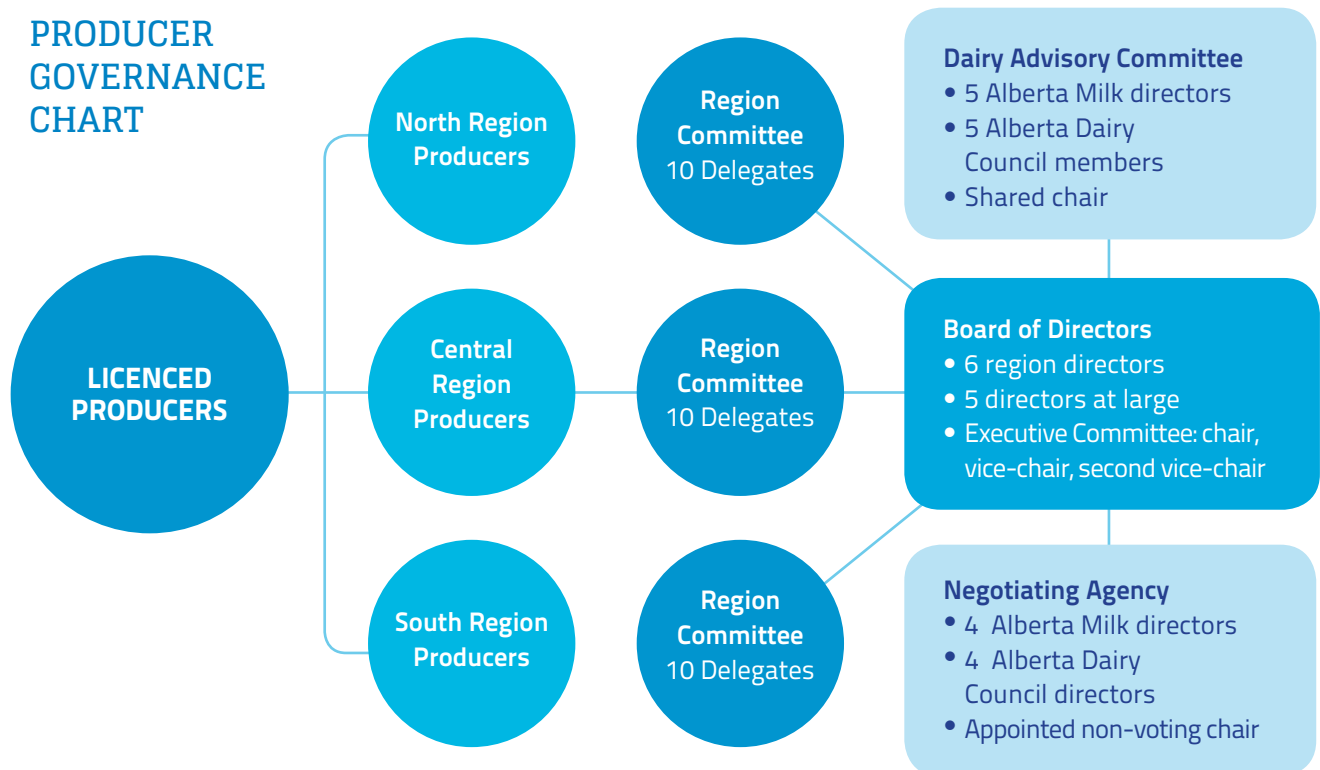 PRODUCER
GOVERNANCE
CHART
LICENCED
PRODUCERS
North Region
Producers
Central
Region
Producers
South Region
Producers
Region
Committee
10 Delegates
Region
Committee
10 Delegates
Region
Committee
10 Delegates
Dairy Advisory Committee
• 5 Alberta Milk directors
• 5 Alberta Dairy
Council members
• Shared chair
Board of Directors
• 6 region directors
• 5 directors at large
• Executive Committee: chair,
vice-chair, second vice-chair
Negotiating Agency
• 4 Alberta Milk directors
• 4 Alberta Dairy
Council directors
• Appointed non-voting chair